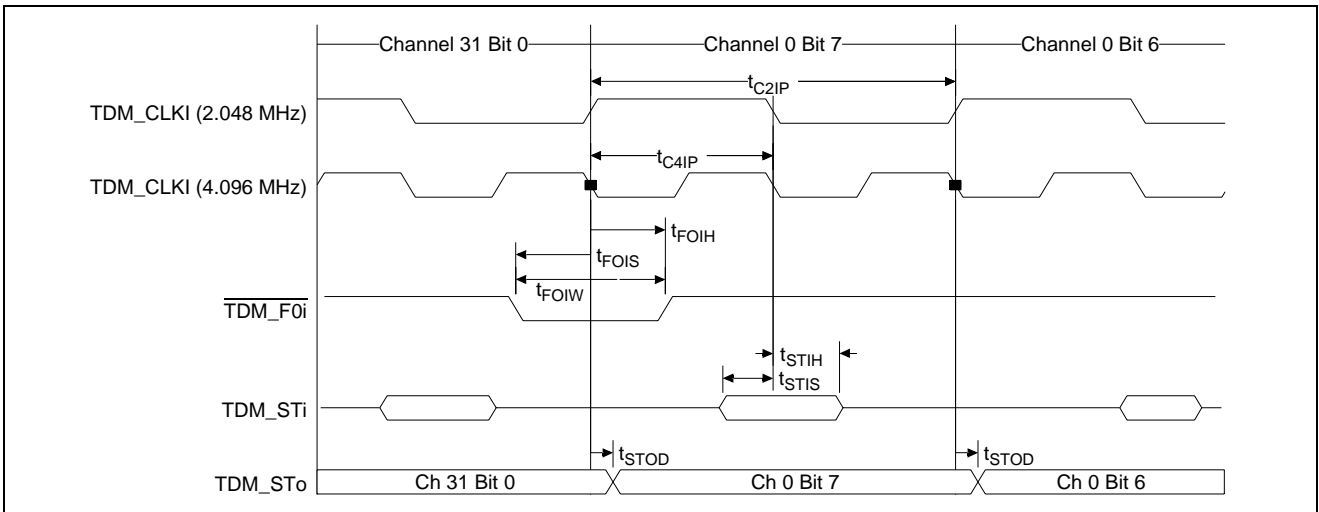 Channel 31 Bit 0 Channel 0 Bit 7 Channel 0 Bit 6
tC2IP
TDM_CLKI (2.048 MHz)
tC4IP
TDM_CLKI (4.096 MHz)
tFOIH
tFOIS
tFOIW
TDM_F0i
tSTIH
tSTIS
TDM_STi
tSTOD tSTOD
TDM_STo Ch 31 Bit 0 Ch 0 Bit 7 Ch 0 Bit 6